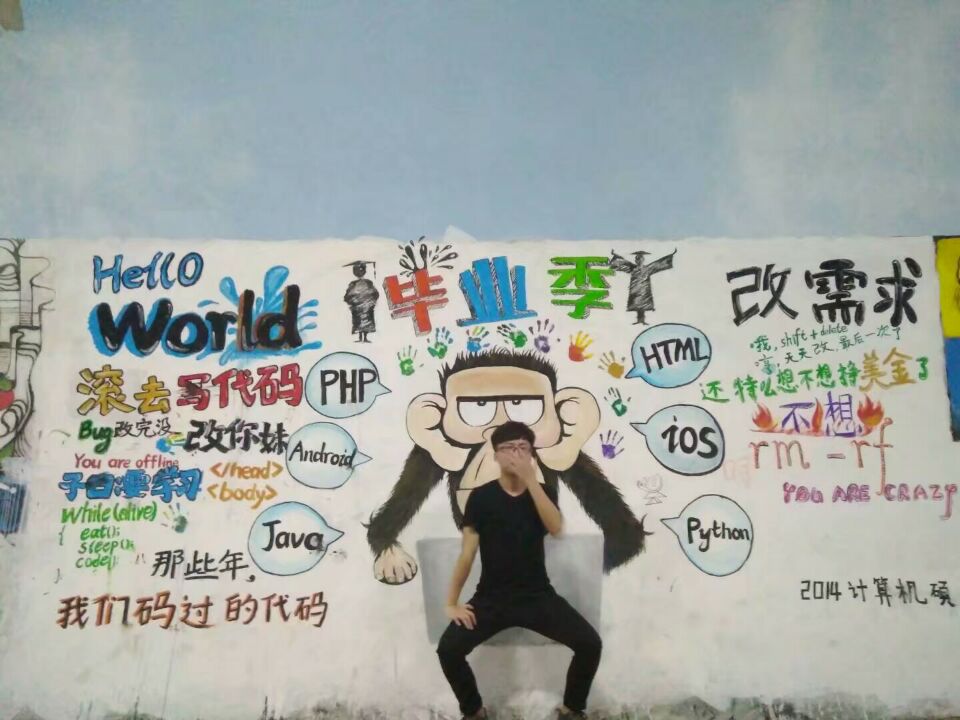 Hello
World
毕业季
改需求
我, shift + delete
天天改, 最后一次了
滚去写代码
PHP
HTML
还特么想不想挣美金了
Bug改完没
改你妹
Android
iOS
不想
You are offline
</head>
子曰要学习
<body>
rm -rf
YOU ARE CRAZY
while (alive)
{ eat();
sleep();
code();
Java
Python
那些年,
我们码过的代码
2014计算机硕